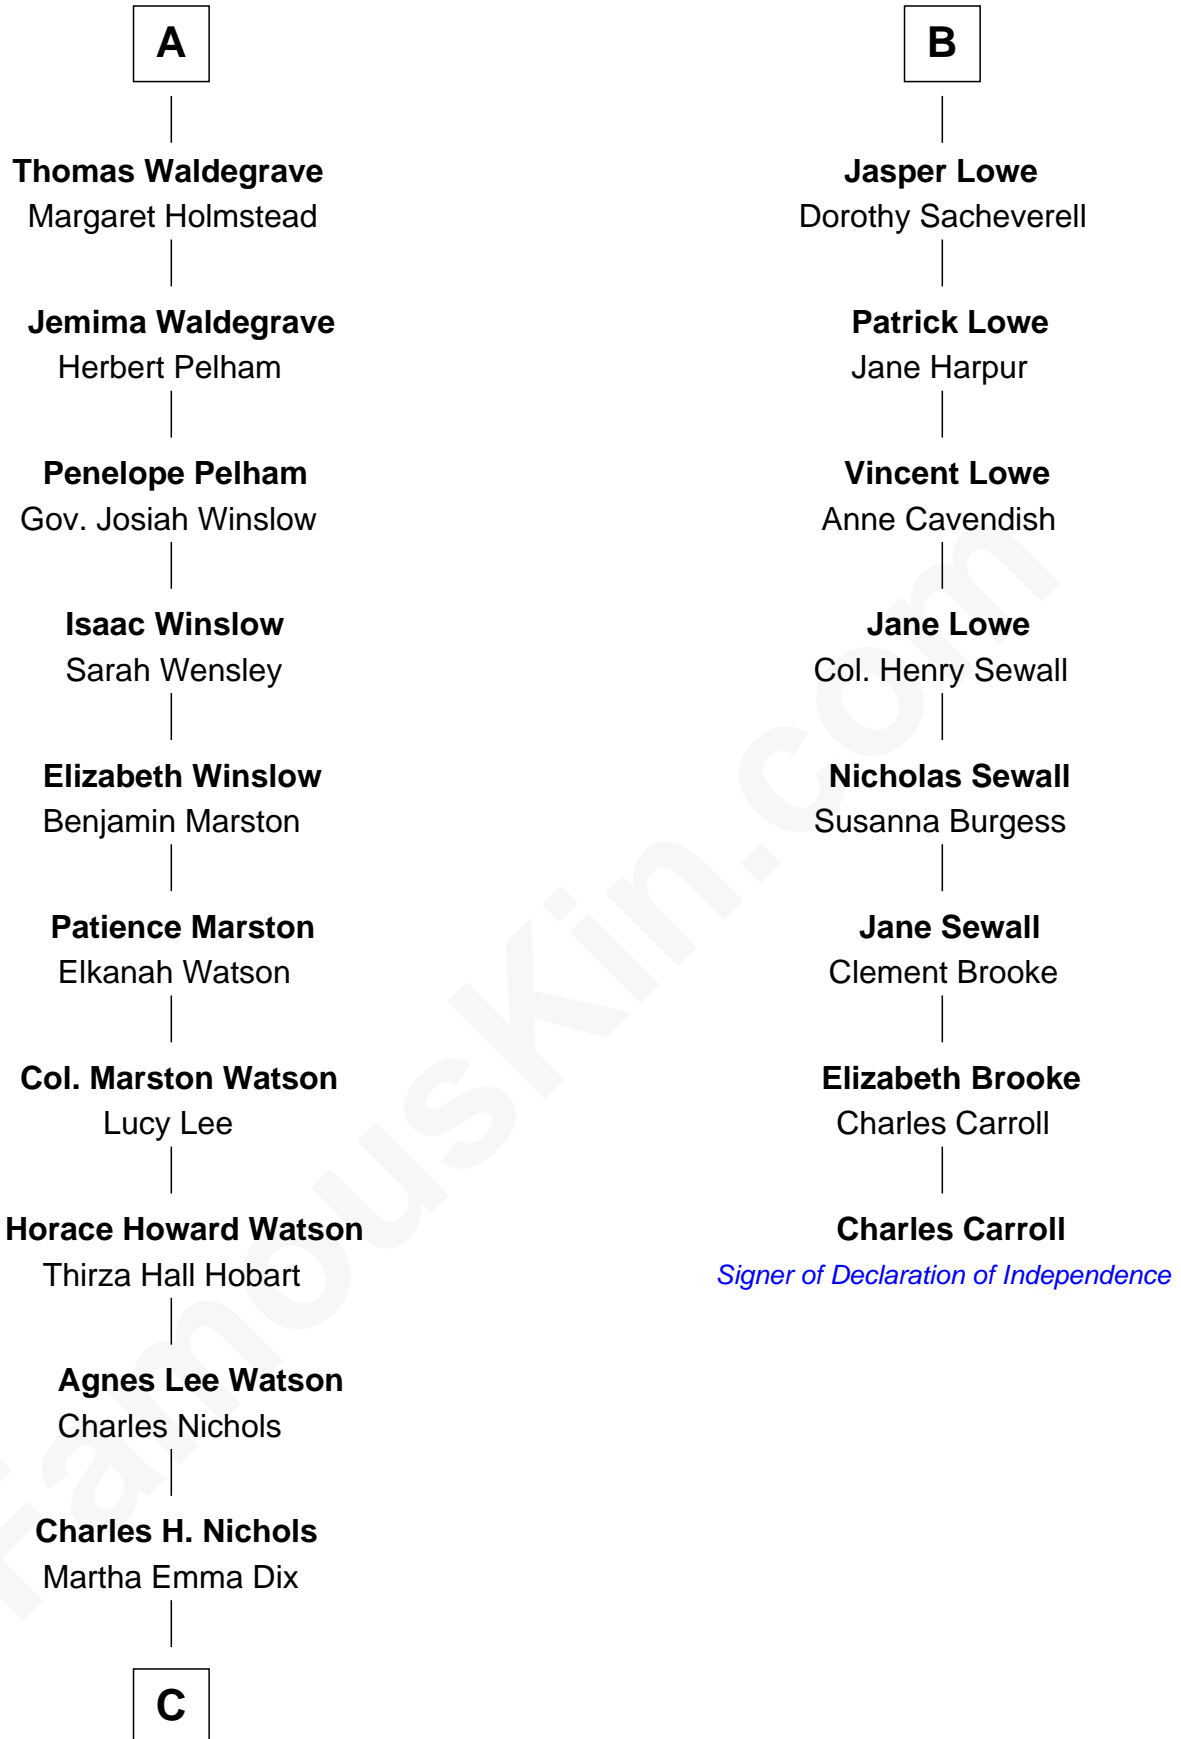 A
Thomas Waldegrave
Margaret Holmstead
Jemima Waldegrave
Herbert Pelham
Penelope Pelham
Gov. Josiah Winslow
Isaac Winslow
Sarah Wensley
Elizabeth Winslow
Benjamin Marston
Patience Marston
Elkanah Watson
Col. Marston Watson
Lucy Lee
Horace Howard Watson
Thirza Hall Hobart
Agnes Lee Watson
Charles Nichols
Charles H. Nichols
Martha Emma Dix
C
B
Jasper Lowe
Dorothy Sacheverell
Patrick Lowe
Jane Harpur
Vincent Lowe
Anne Cavendish
Jane Lowe
Col. Henry Sewall
Nicholas Sewall
Susanna Burgess
Jane Sewall
Clement Brooke
Elizabeth Brooke
Charles Carroll
Charles Carroll
Signer of Declaration of Independence
FamousKin.com